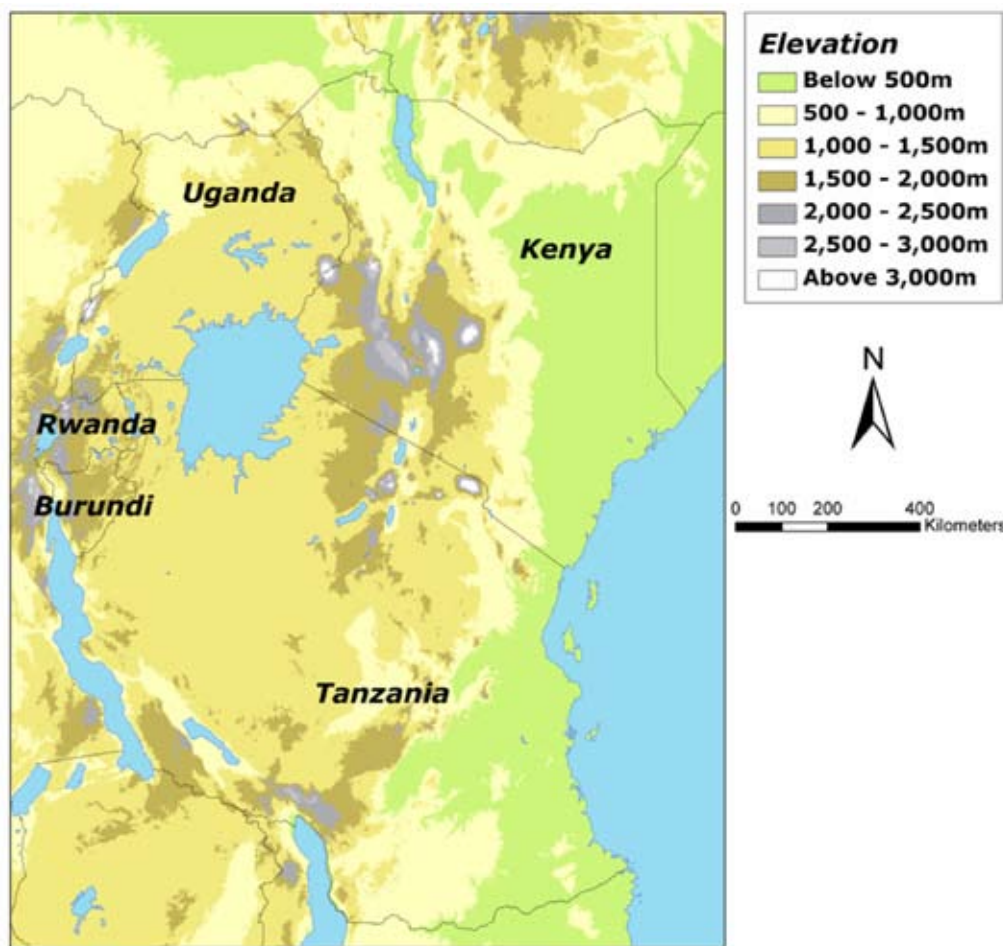 Elevation
Below 500m
500 - 1,000m
1,000 - 1,500m
1,500 - 2,000m
2,000 - 2,500m
2,500 - 3,000m
Above 3,000m
Uganda
Kenya
N
Rwanda
Burundi
0 100 200 400
Kilometers
Tanzania